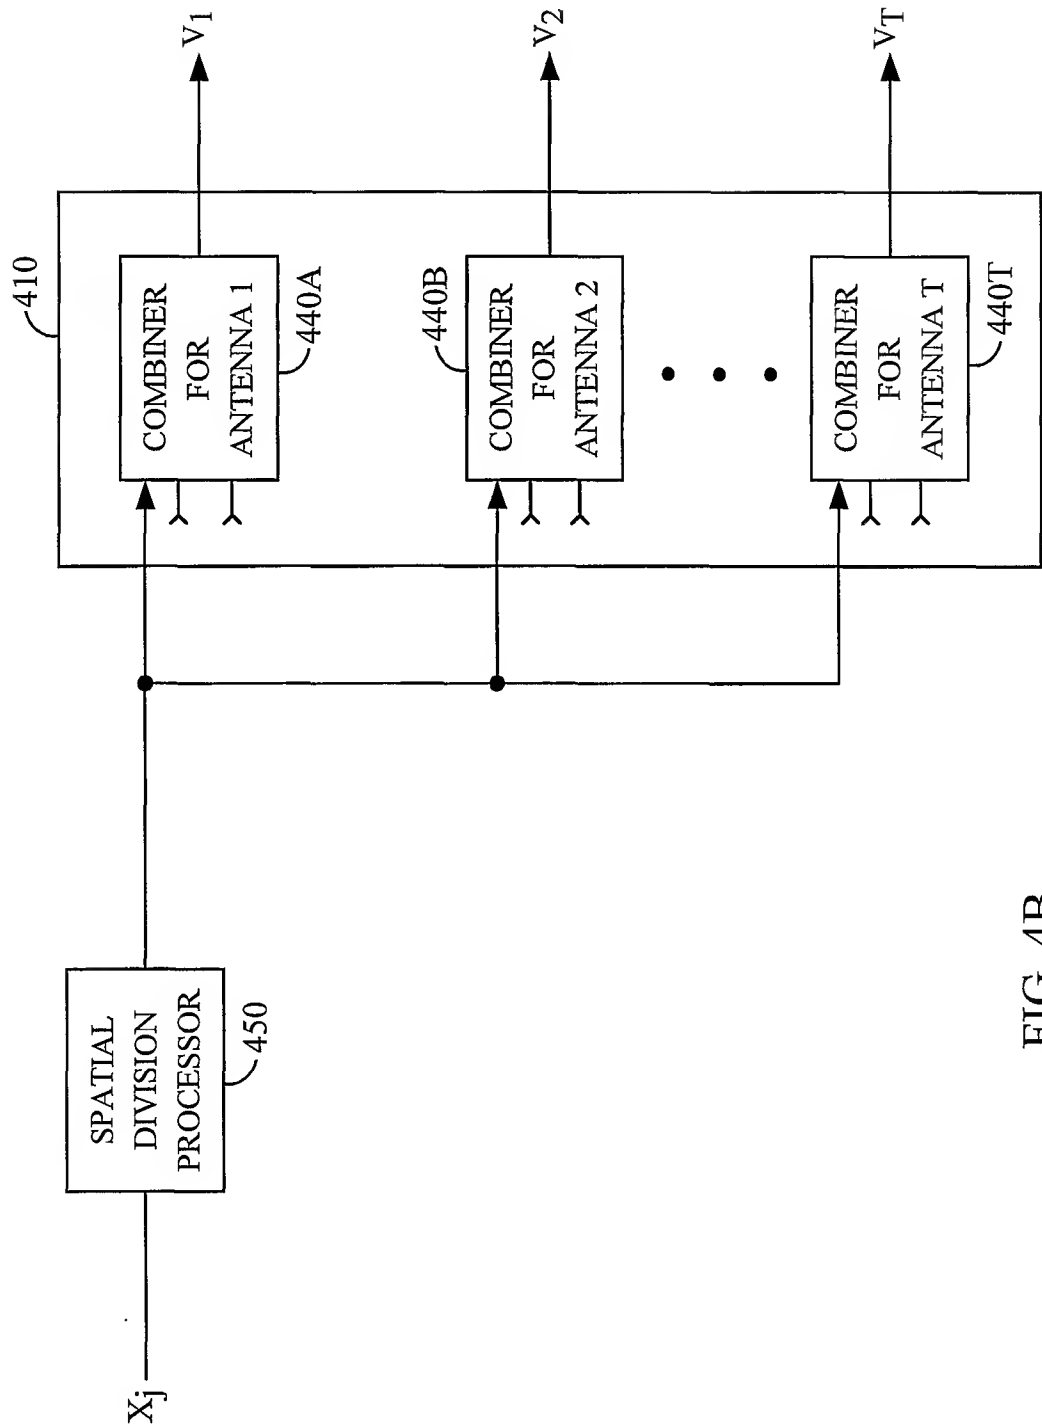 Xj
SPATIAL
DIVISION
PROCESSOR
450
410
COMBINER
FOR
ANTENNA 1
440A
V1
440B
COMBINER
FOR
ANTENNA 2
V2
COMBINER
FOR
ANTENNA T
440T
VT
FIG. 4B